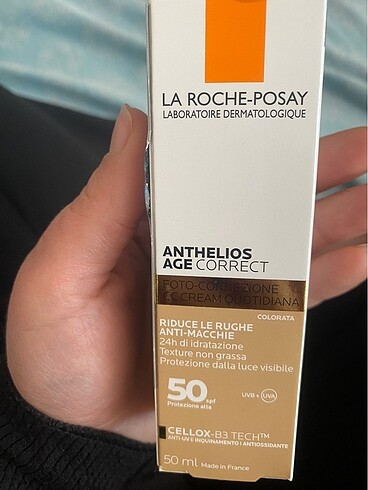 LA ROCHE-POSAY
LABORATOIRE DERMATOLOGIQUE
ANTHELIOS
AGE CORRECT
FOTO-CORREZIONE
CC CREAM QUOTIDIANA
COLORATA
RIDUCE LE RUGHE
ANTI-MACCHIE
24h di idratazione
Texture non grassa
Protezione dalla luce visibile
50 spf
Protezione alta
UVB + UVA
CELLOX-B3 TECH™
ANTI-UV E INQUINAMENTO I ANTIOSSIDANTE
50 ml Made in France